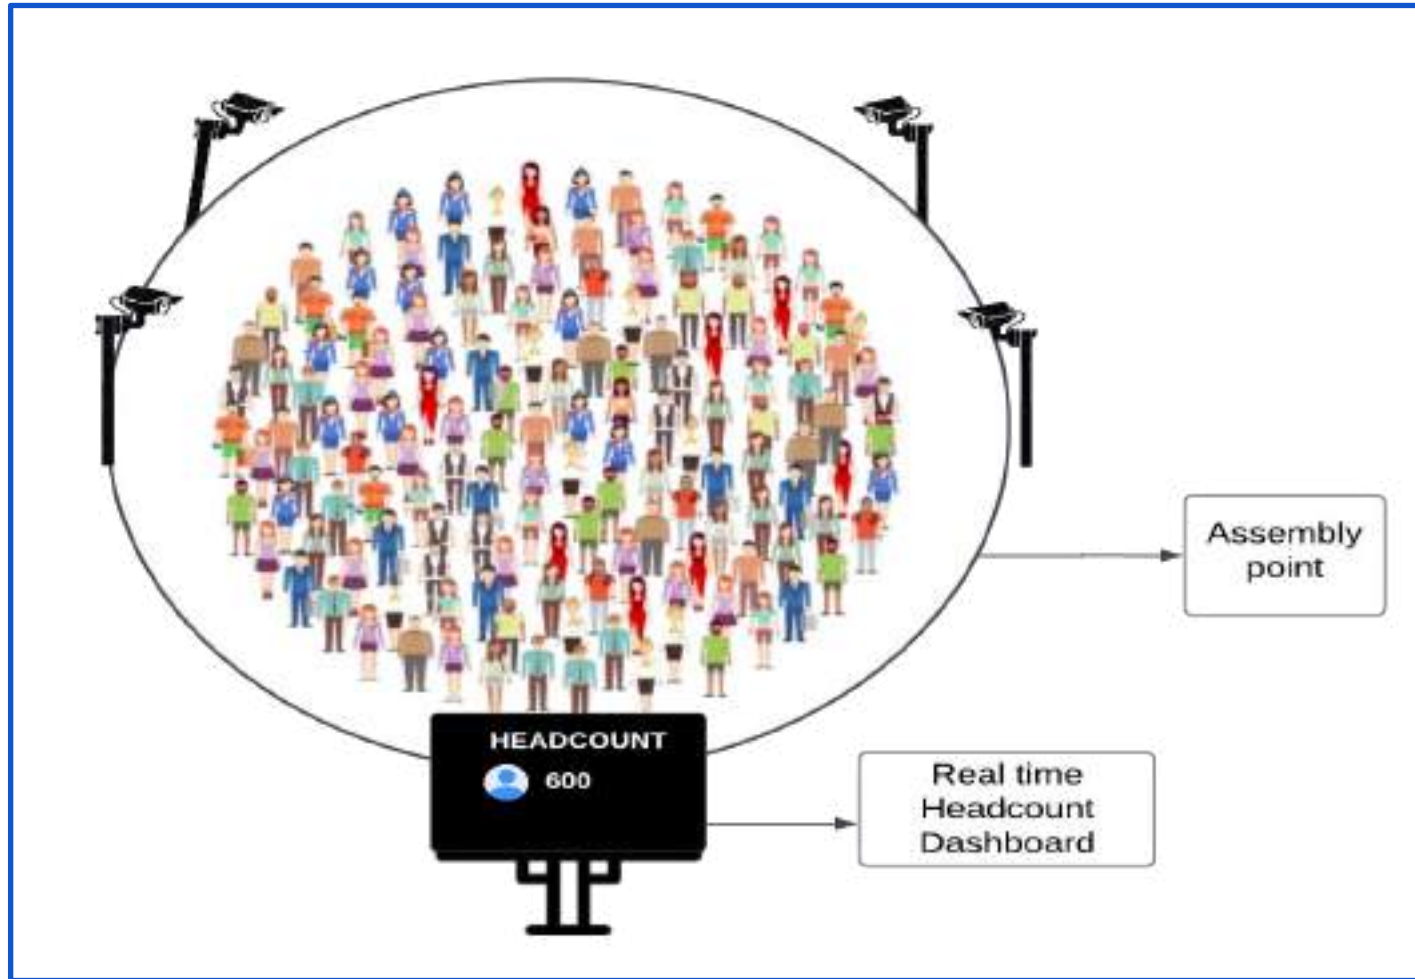 Assembly
point
HEADCOUNT
600
Real time
Headcount
Dashboard